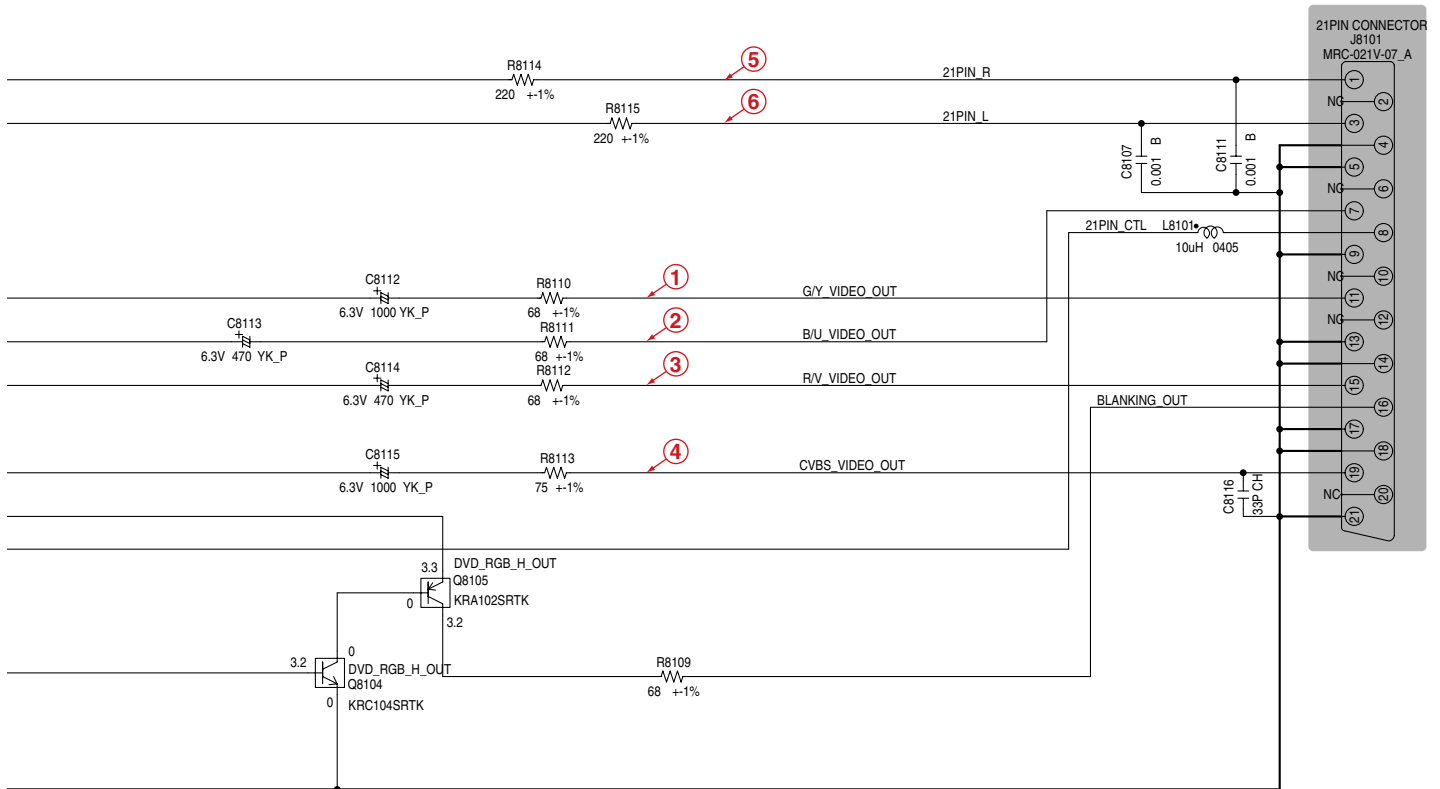 21PIN CONNECTOR
J8101
MRC-021V-07_A
R8114
220 +-1%
5
21PIN_R
1
NC
2
R8115
220 +-1%
6
21PIN_L
3
C8107
0.001 B
C8111
0.001 B
4
5
NC
6
7
21PIN_CTL
L8101
10uH 0405
8
9
C8112
6.3V 1000 YK_P
R8110
68 +-1%
1
G/Y_VIDEO_OUT
NC
10
11
C8113
6.3V 470 YK_P
R8111
68 +-1%
2
B/U_VIDEO_OUT
NC
12
13
C8114
6.3V 470 YK_P
R8112
68 +-1%
3
R/V_VIDEO_OUT
14
15
BLANKING_OUT
16
17
C8115
6.3V 1000 YK_P
R8113
75 +-1%
4
CVBS_VIDEO_OUT
18
19
C8116
33P CH
NC
20
21
3.3
DVD_RGB_H_OUT
Q8105
KRA102SRTK
0
3.2
3.2
0
DVD_RGB_H_OUT
Q8104
KRC104SRTK
0
R8109
68 +-1%